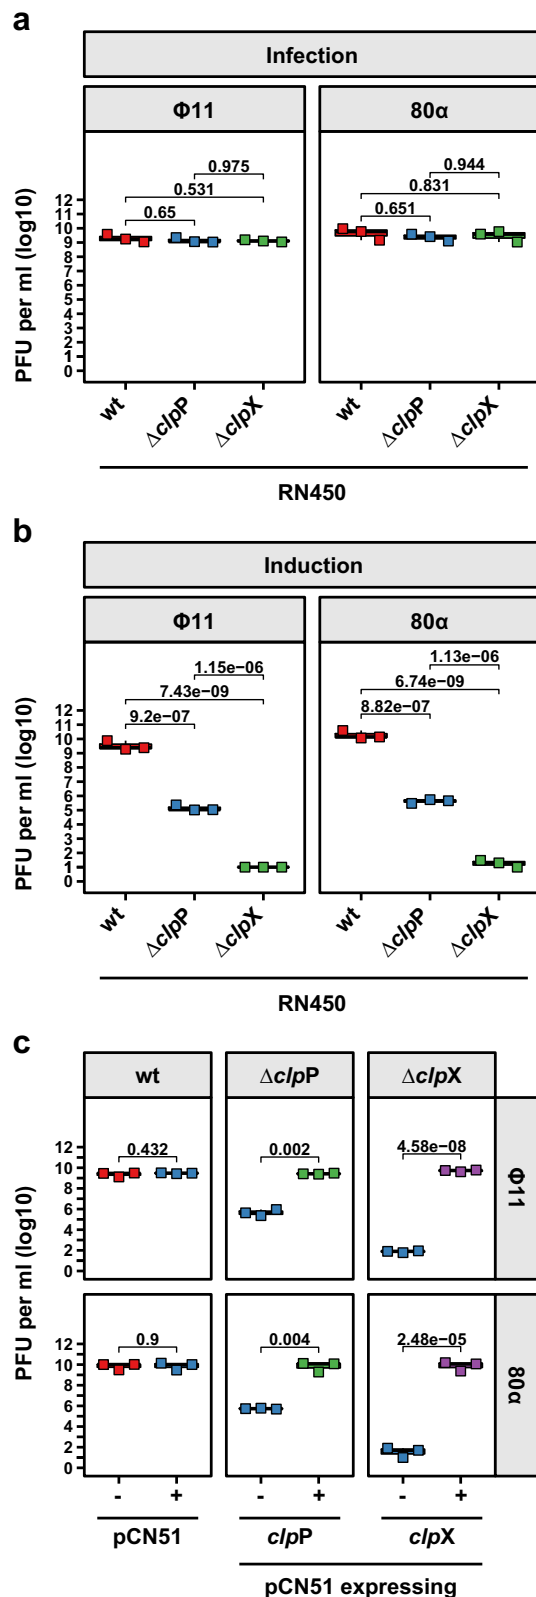 a
Infection
Φ11 80α
0.975 0.944
0.531 0.831
0.65 0.651
PFU per ml (log10)
12
11
10
9
8
7
6
5
4
3
2
1
0
wt ΔclpP ΔclpX wt ΔclpP ΔclpX
RN450
b
Induction
Φ11 80α
1.15e−06 1.13e−06
7.43e−09 6.74e−09
9.2e−07 8.82e−07
PFU per ml (log10)
12
11
10
9
8
7
6
5
4
3
2
1
0
wt ΔclpP ΔclpX wt ΔclpP ΔclpX
RN450
c
wt ΔclpP ΔclpX
0.432 0.002 4.58e−08
PFU per ml (log10)
12
10
8
6
4
2
0
Φ11
0.9 0.004 2.48e−05
PFU per ml (log10)
12
10
8
6
4
2
0
80α
- + - + - +
pCN51 clpP clpX
pCN51 expressing